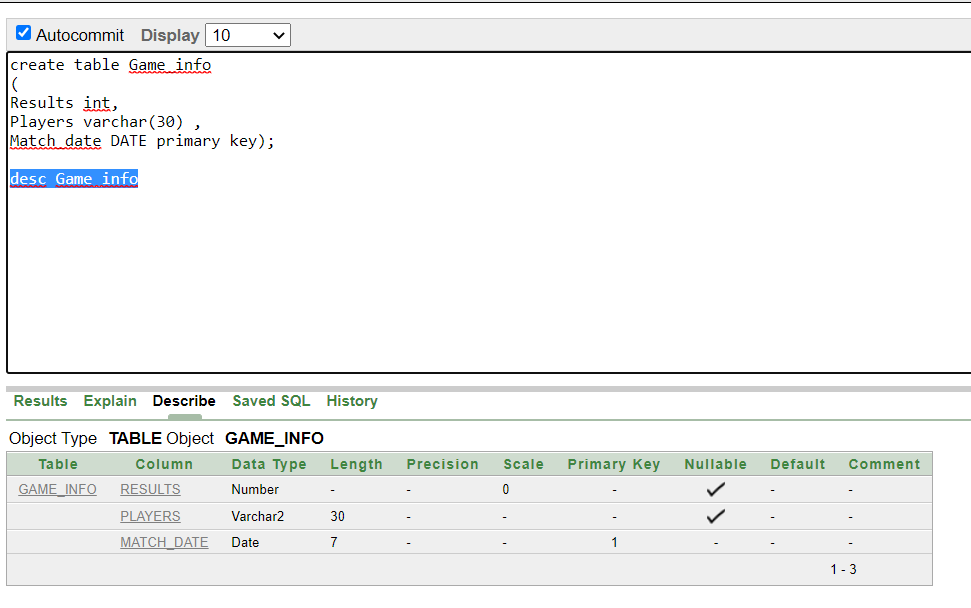 Autocommit Display 10
create table Game_info
(
Results int,
Players varchar(30) ,
Match_date DATE primary key);
desc Game_info
Results Explain Describe Saved SQL History
Object Type TABLE Object GAME_INFO
Table Column Data Type Length Precision Scale Primary Key Nullable Default Comment
GAME_INFO RESULTS Number - - 0 - - -
PLAYERS Varchar2 30 - - - - -
MATCH_DATE Date 7 - - 1 - - -
1 - 3